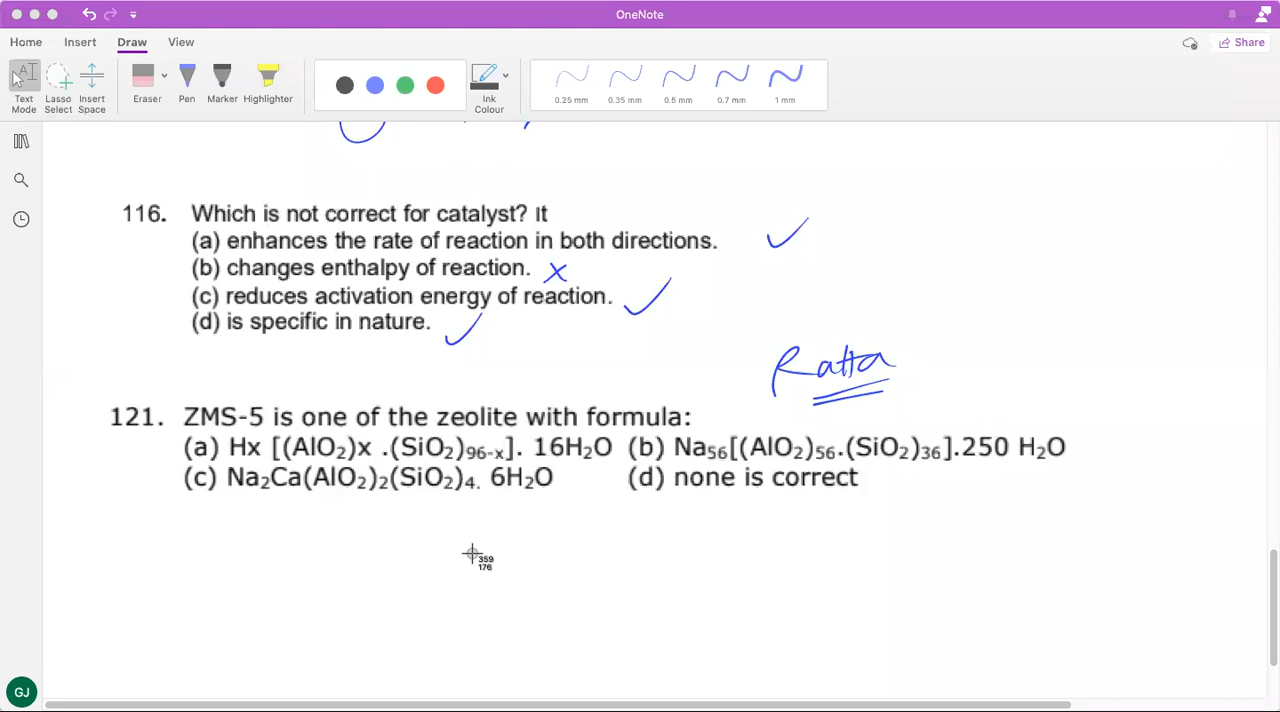 OneNote
Home Insert Draw View
Share
Text Mode
Lasso Select
Insert Space
Eraser
Pen
Marker
Highlighter
Ink Colour
0.25 mm
0.35 mm
0.5 mm
0.7 mm
1 mm
116. Which is not correct for catalyst? It
(a) enhances the rate of reaction in both directions.
(b) changes enthalpy of reaction.
(c) reduces activation energy of reaction.
(d) is specific in nature.
Ratta
121. ZMS-5 is one of the zeolite with formula:
(a) Hx [(AlO₂)x .(SiO₂)₉₆₋ₓ]. 16H₂O (b) Na₅₆[(AlO₂)₅₆.(SiO₂)₃₆].250 H₂O
(c) Na₂Ca(AlO₂)₂(SiO₂)₄. 6H₂O (d) none is correct
359
176
GJ